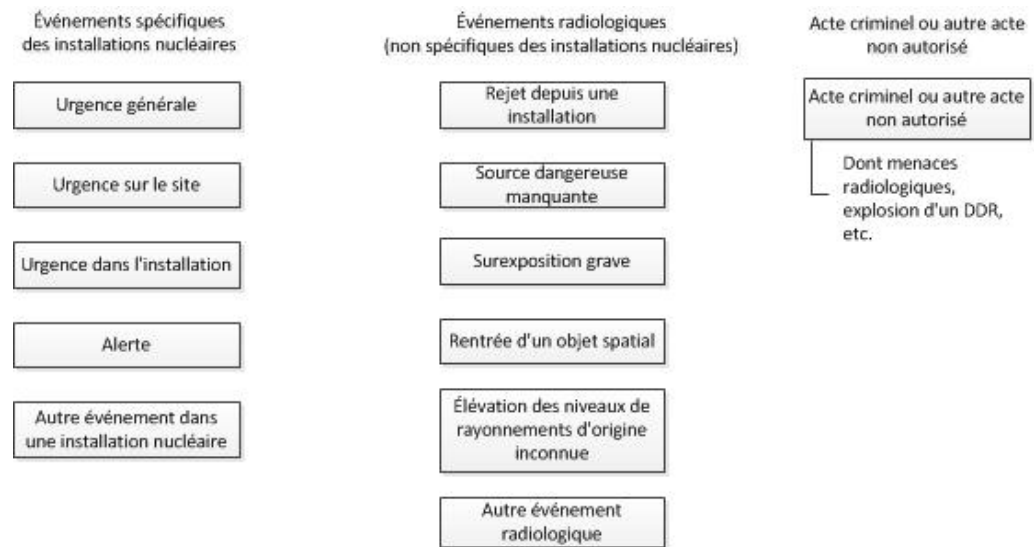 Événements spécifiques
des installations nucléaires
Urgence générale
Urgence sur le site
Urgence dans l'installation
Alerte
Autre événement dans
une installation nucléaire
Événements radiologiques
(non spécifiques des installations nucléaires)
Rejet depuis une
installation
Source dangereuse
manquante
Surexposition grave
Rentrée d'un objet spatial
Élévation des niveaux de
rayonnements d'origine
inconnue
Autre événement
radiologique
Acte criminel ou autre acte
non autorisé
Acte criminel ou autre acte
non autorisé
Dont menaces
radiologiques,
explosion d'un DDR,
etc.